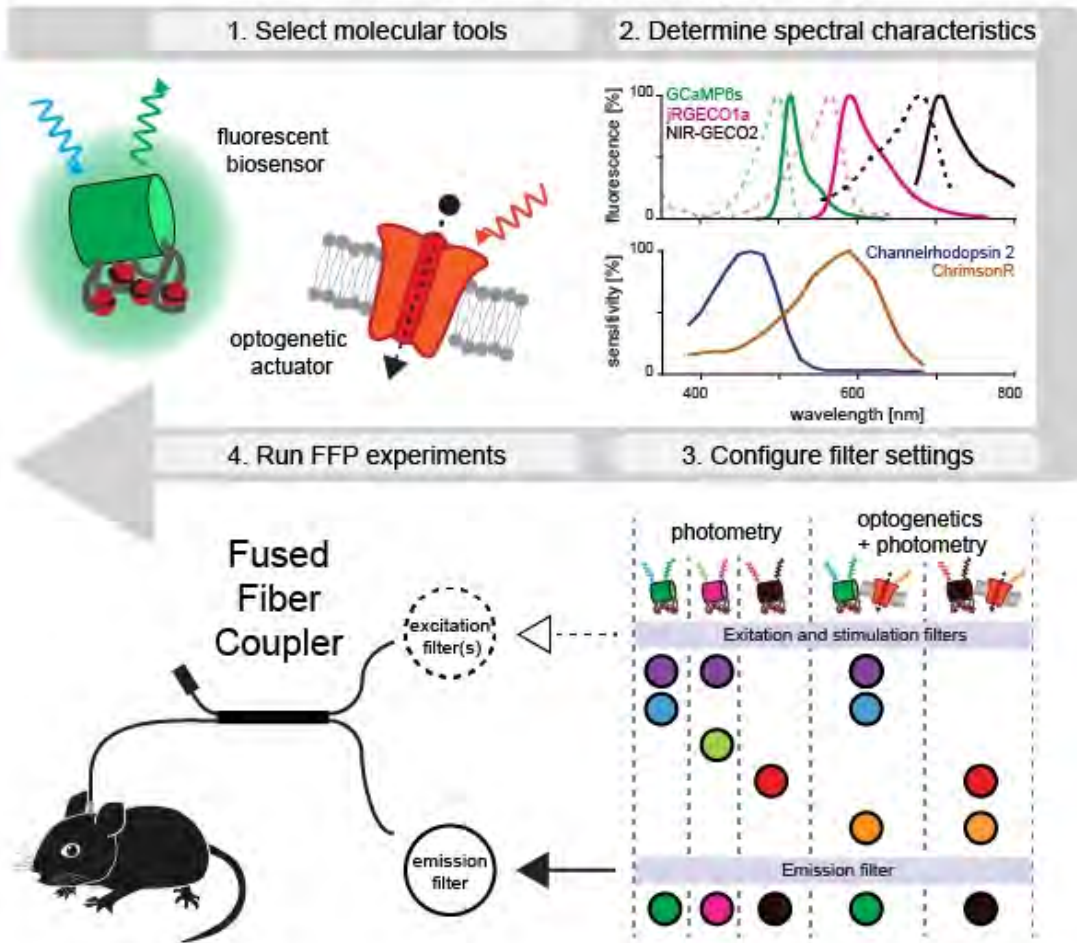 1. Select molecular tools
2. Determine spectral characteristics
fluorescent
biosensor
optogenetic
actuator
fluorescence [%]
100
0
GCaMP6s
jRGECO1a
NIR-GECO2
sensitivity [%]
100
0
Channelrhodopsin 2
ChrimsonR
400
600
800
wavelength [nm]
4. Run FFP experiments
3. Configure filter settings
Fused
Fiber
Coupler
excitation
filter(s)
emission
filter
photometry
optogenetics
+ photometry
Exitation and stimulation filters
Emission filter